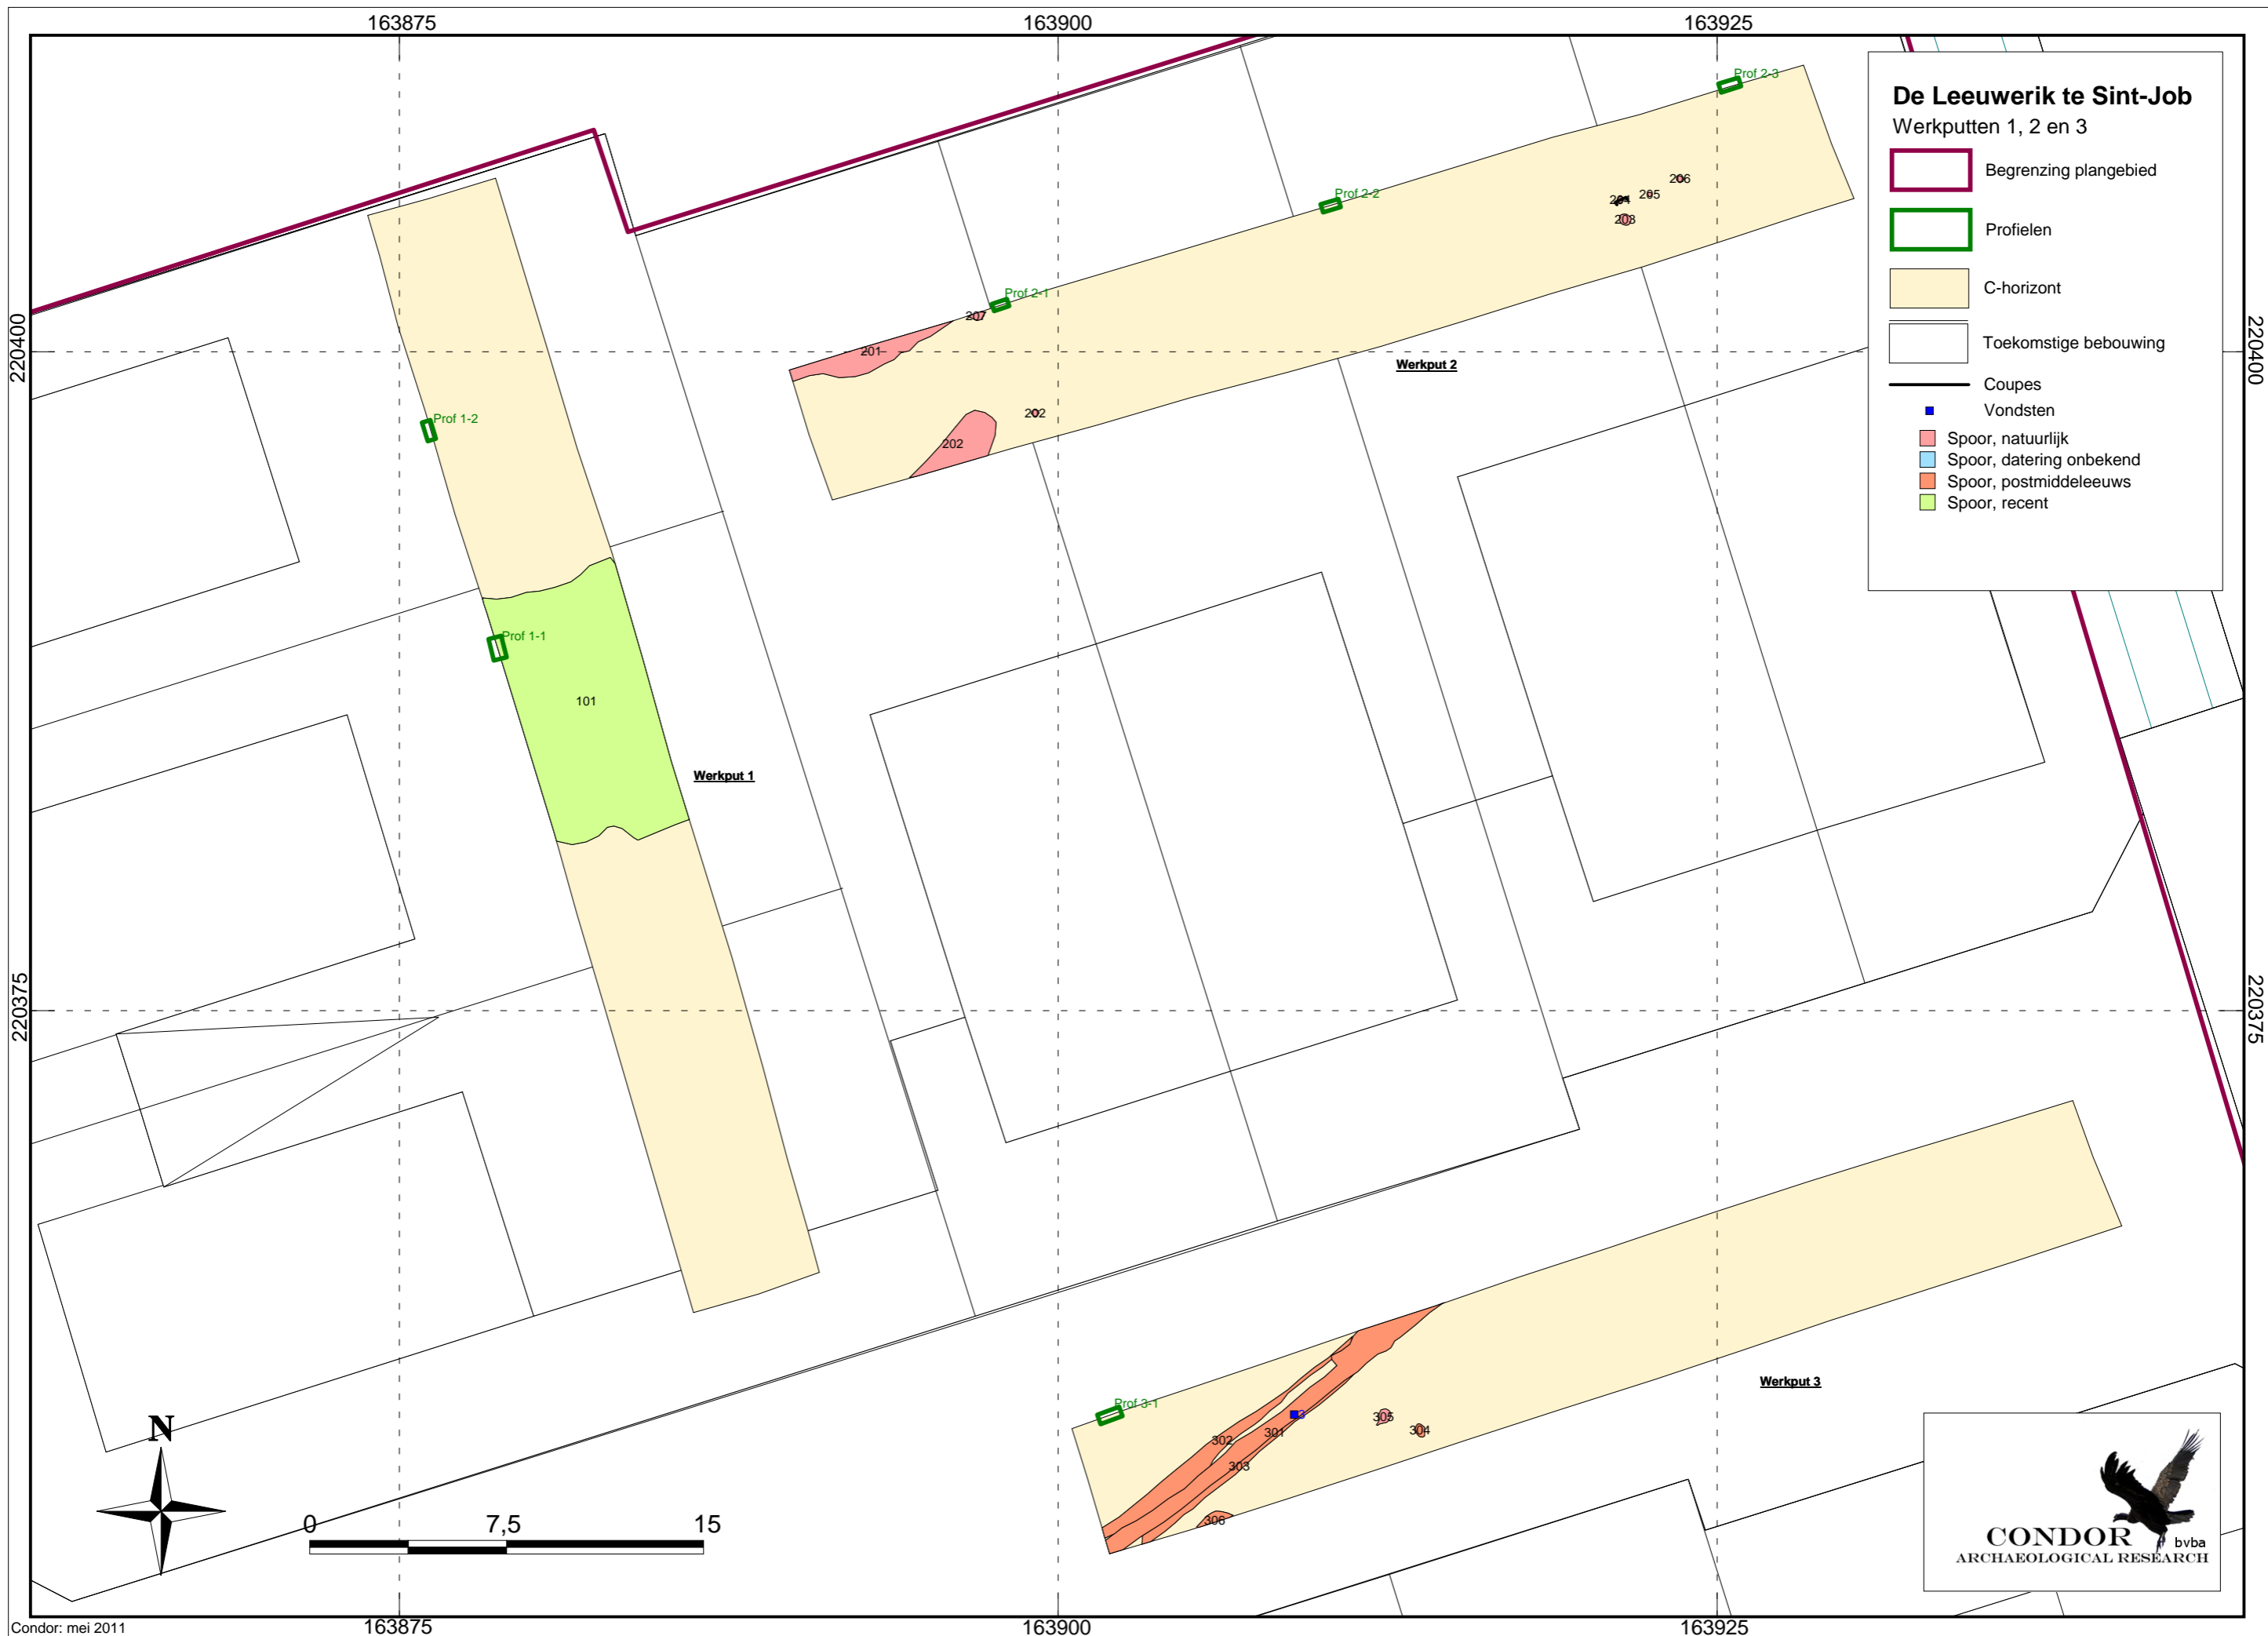 163875
163900
163925
De Leeuwerik te Sint-Job
Werkputten 1, 2 en 3
Begrenzing plangebied
Profielen
C-horizont
Toekomstige bebouwing
Coupes
Vondsten
Spoor, natuurlijk
Spoor, datering onbekend
Spoor, postmiddeleeuws
Spoor, recent
Prof 2-3
206
205
204
203
Prof 2-2
Prof 2-1
207
201
220400
220400
Werkput 2
202
202
Prof 1-2
Prof 1-1
101
Werkput 1
220375
220375
Werkput 3
Prof 3-1
3
305
304
302
301
303
306
N
0
7,5
15
CONDOR bvba
ARCHAEOLOGICAL RESEARCH
Condor: mei 2011
163875
163900
163925